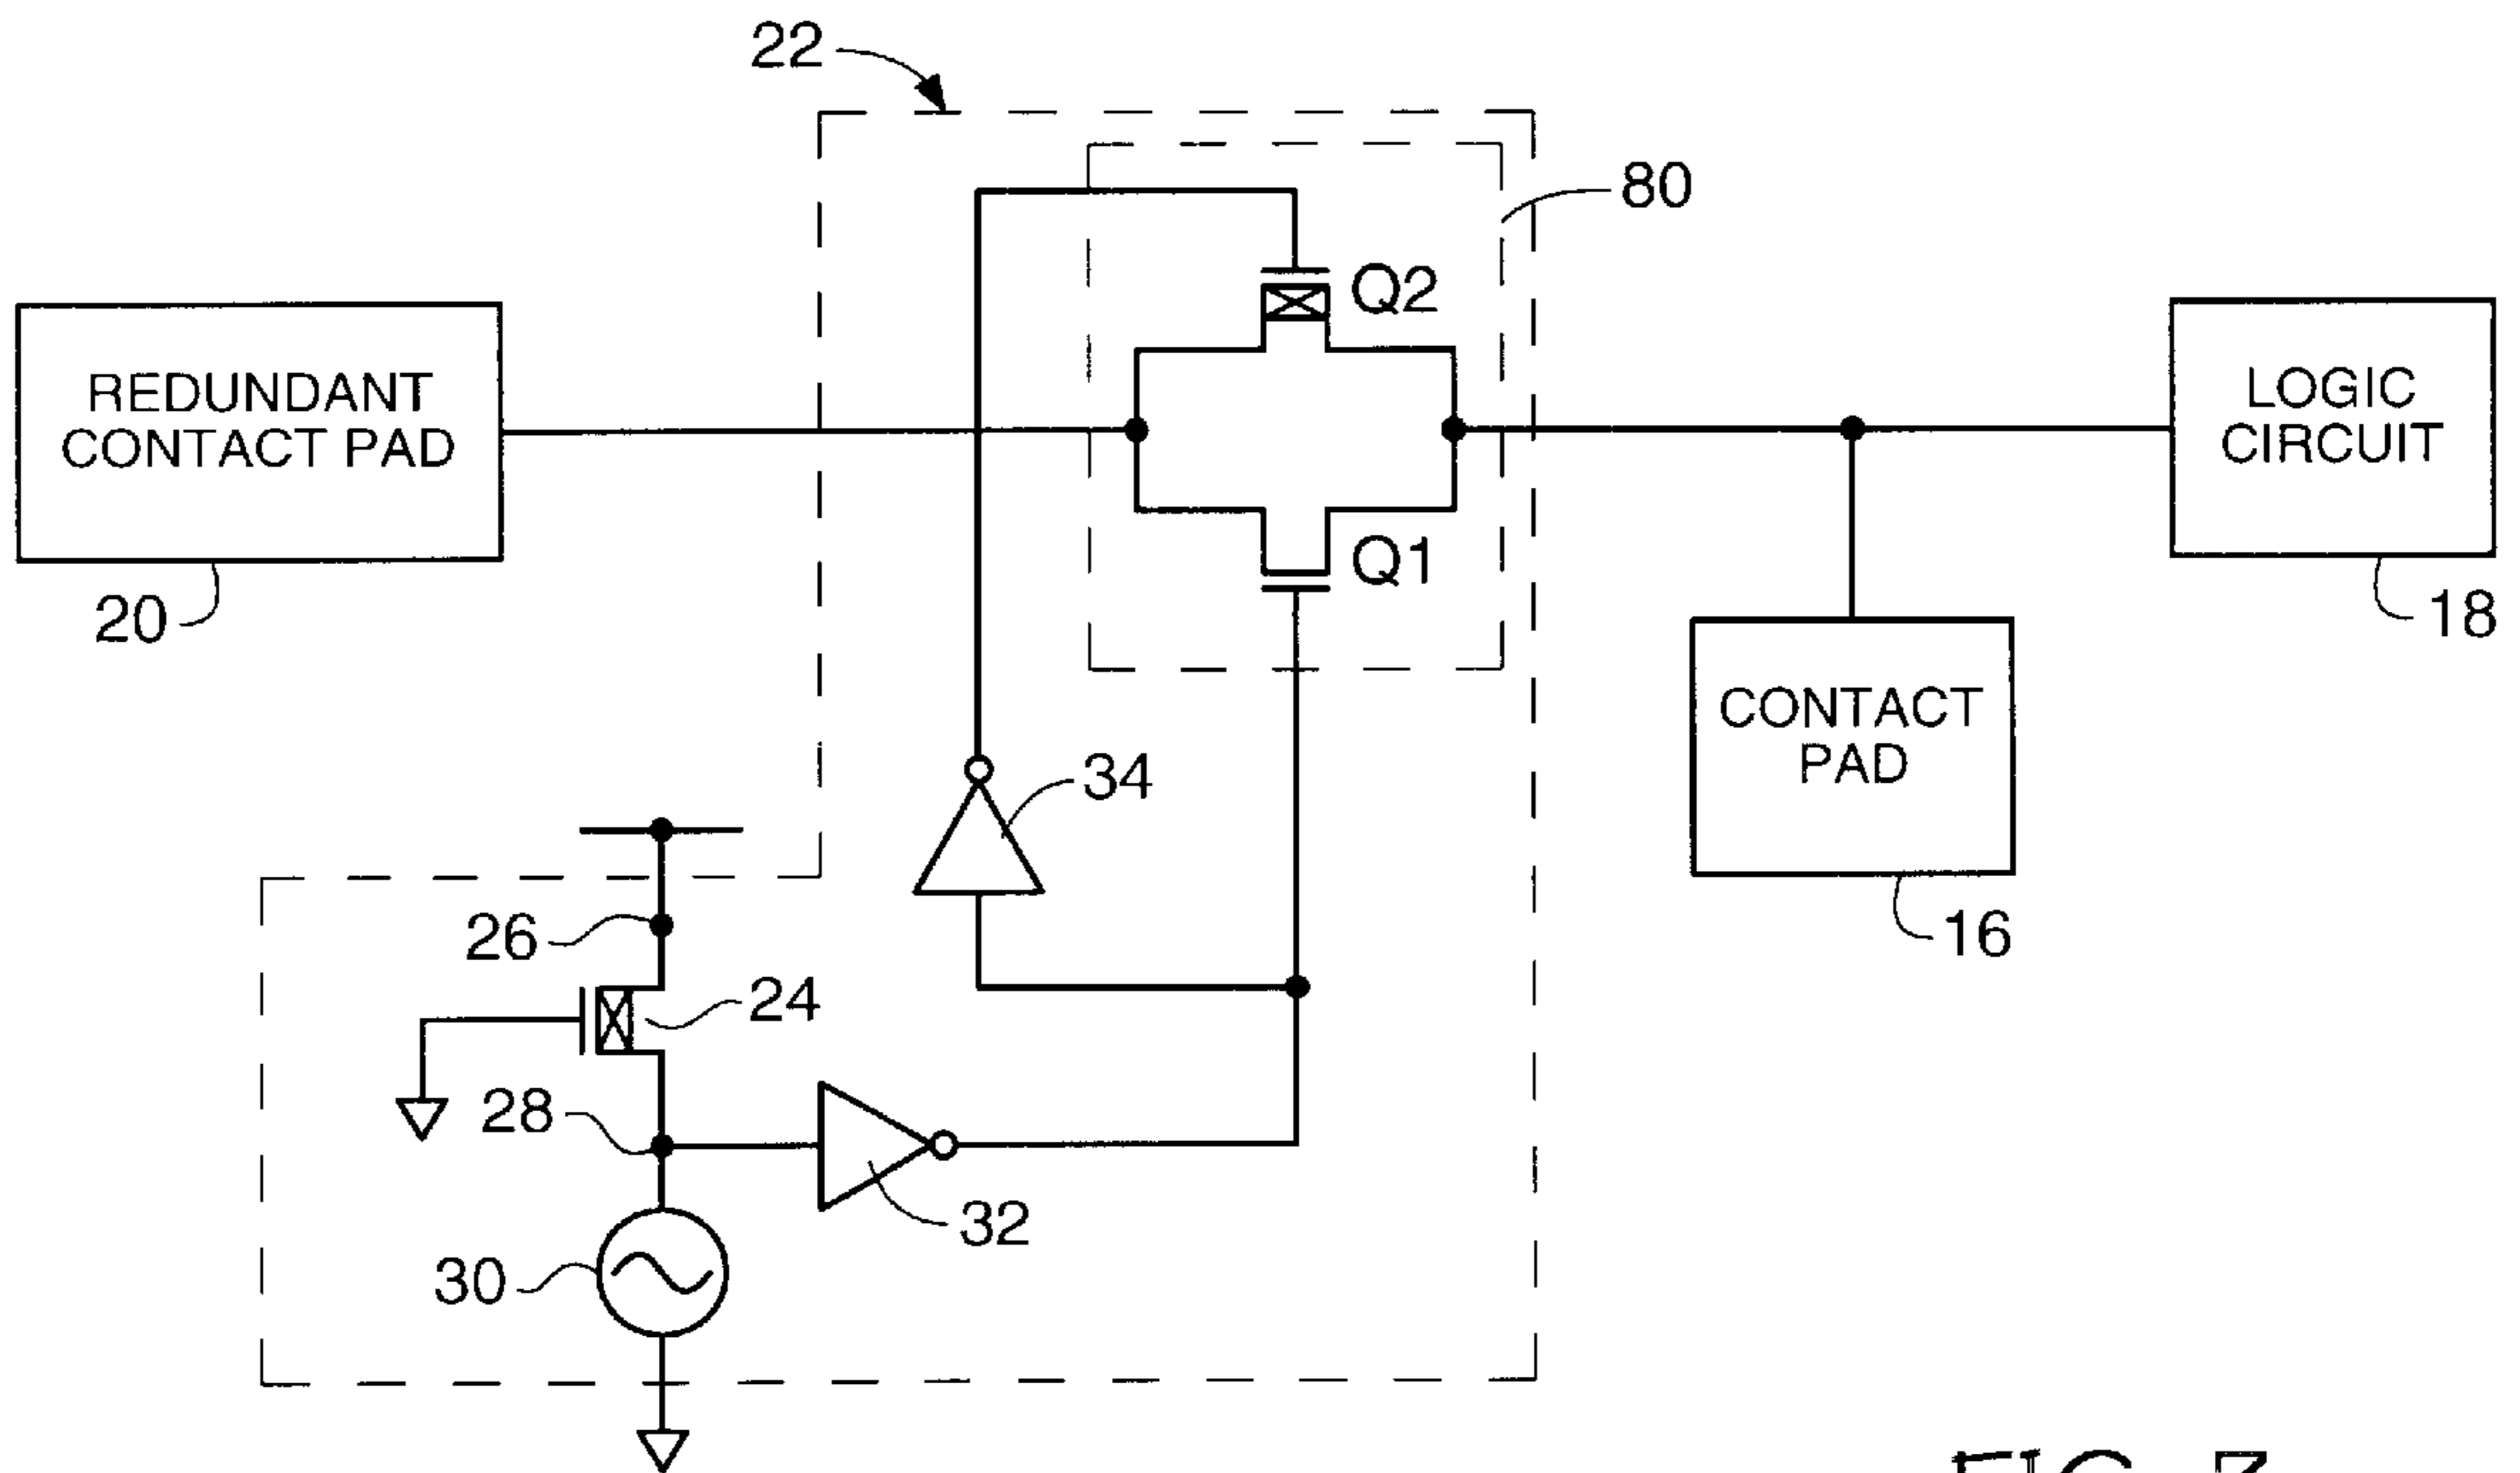 22
80
Q2
REDUNDANT
CONTACT PAD
LOGIC
CIRCUIT
Q1
20
18
CONTACT
PAD
34
26
16
24
28
32
30